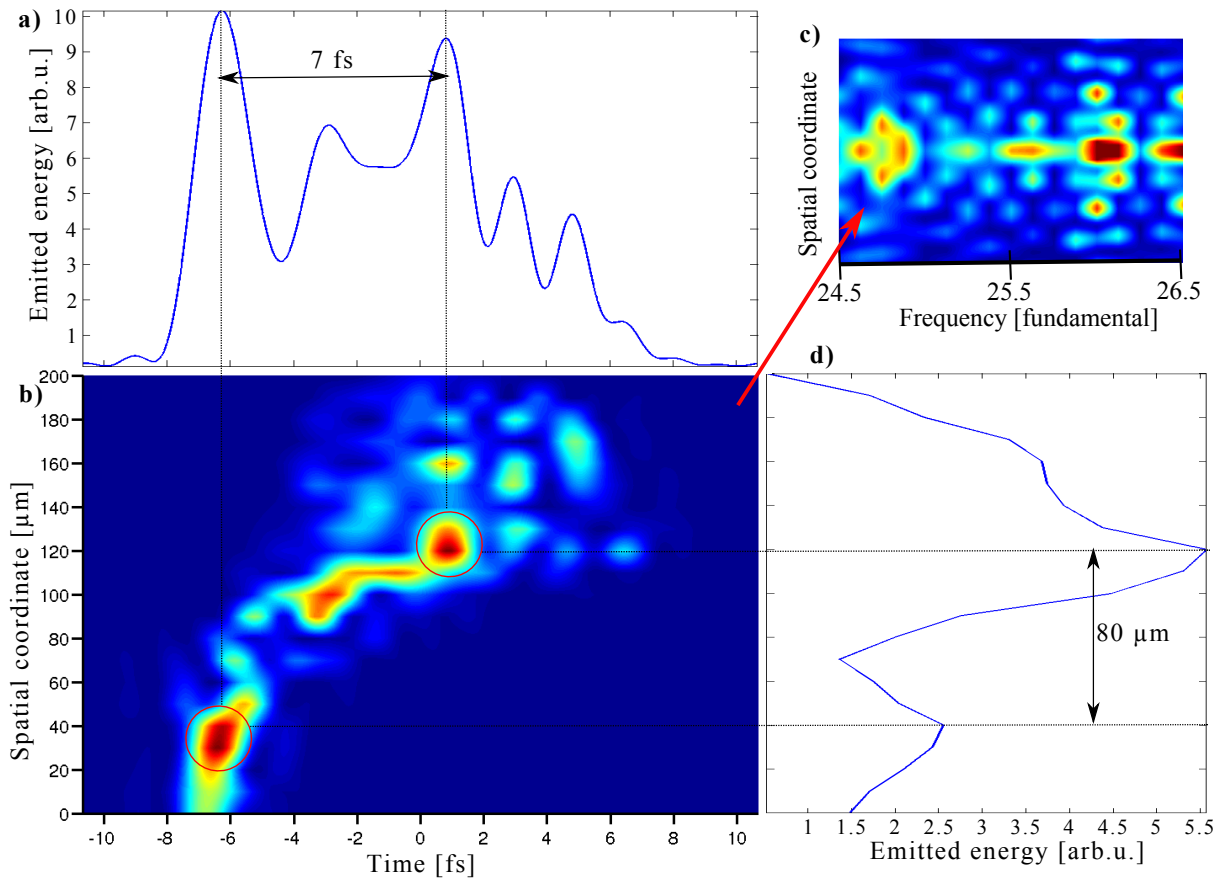 a)
Emitted energy [arb.u.]
10
9
8
7
6
5
4
3
2
1
7 fs
c)
Spatial coordinate
24.5 25.5 26.5
Frequency [fundamental]
b)
Spatial coordinate [µm]
200
180
160
140
120
100
80
60
40
20
0
-10 -8 -6 -4 -2 0 2 4 6 8 10
Time [fs]
d)
80 µm
1 1.5 2 2.5 3 3.5 4 4.5 5 5.5
Emitted energy [arb.u.]